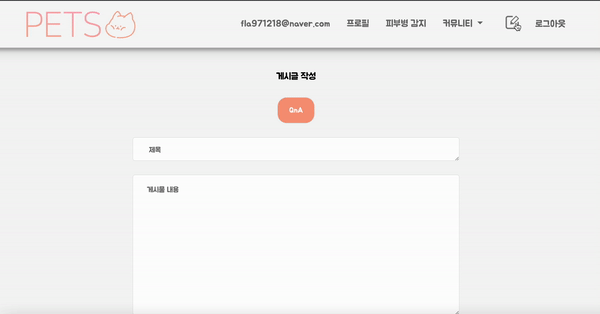 PETS
fla971218@naver.com 프로필 피부병 감지 커뮤니티 로그아웃
게시글 작성
QnA
제목
게시물 내용